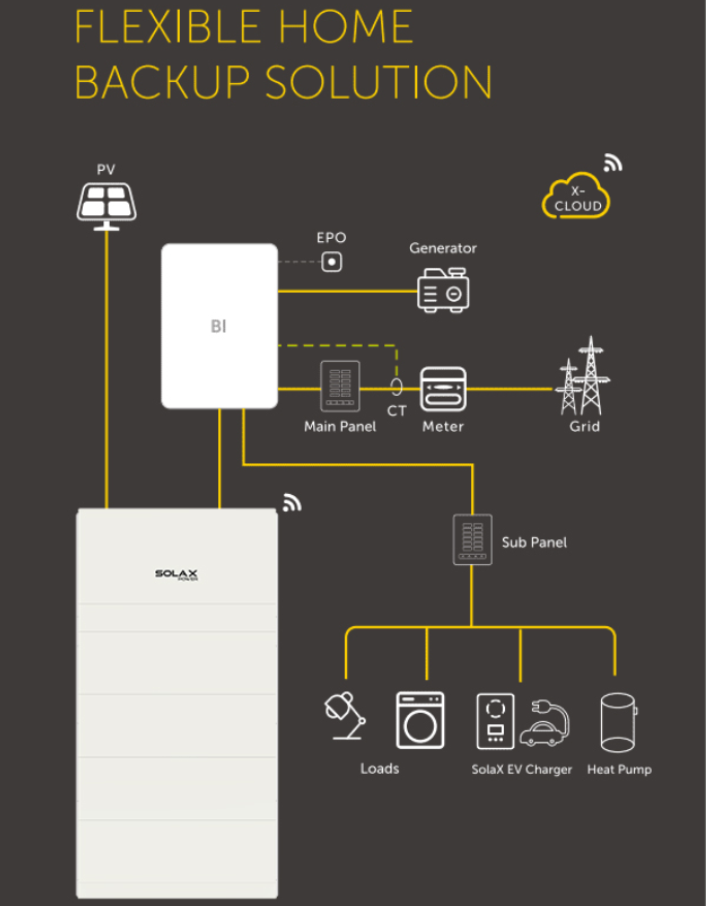 FLEXIBLE HOME
BACKUP SOLUTION
PV
X-
CLOUD
EPO
Generator
BI
CT
Main Panel
Meter
Grid
Sub Panel
SOLAX
POWER
Loads
SolaX EV Charger
Heat Pump